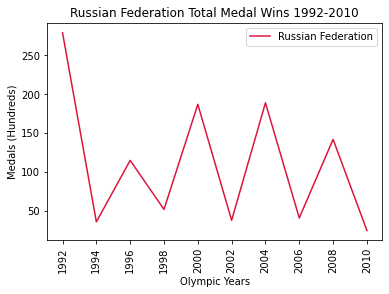 Russian Federation Total Medal Wins 1992-2010
Russian Federation
Medals (Hundreds)
250
200
150
100
50
1992 1994 1996 1998 2000 2002 2004 2006 2008 2010
Olympic Years